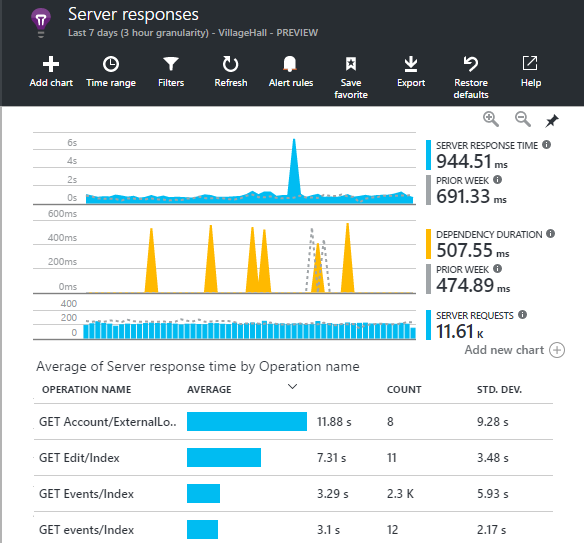 Server responses
Last 7 days (3 hour granularity) - VillageHall - PREVIEW
Add chart Time range Filters Refresh Alert rules Save favorite Export Restore defaults Help
6s
4s
2s
0s
SERVER RESPONSE TIME
944.51 ms
PRIOR WEEK
691.33 ms
600ms
400ms
200ms
0ms
DEPENDENCY DURATION
507.55 ms
PRIOR WEEK
474.89 ms
400
200
0
SERVER REQUESTS
11.61 K
Add new chart
Average of Server response time by Operation name
OPERATION NAME AVERAGE COUNT STD. DEV.
GET Account/ExternalLo.. 11.88 s 8 9.28 s
GET Edit/Index 7.31 s 11 3.48 s
GET Events/Index 3.29 s 2.3 K 5.93 s
GET events/Index 3.1 s 12 2.17 s